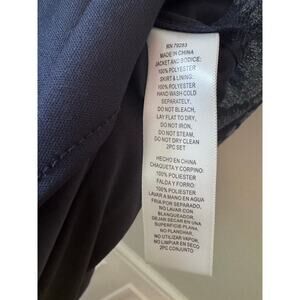 RN 79293
MADE IN CHINA
JACKET AND BODICE:
100% POLYESTER
SKIRT & LINING:
100% POLYESTER
HAND WASH COLD
SEPARATELY,
DO NOT BLEACH,
LAY FLAT TO DRY,
DO NOT IRON,
DO NOT STEAM,
DO NOT DRY CLEAN
2PC SET
HECHO EN CHINA
CHAQUETA Y CORPINO:
100% POLIESTER
FALDA Y FORRO
100% POLIESTER
LAVAR A MANO EN AGUA
FRIA POR SEPARADO,
NO LAVAR CON
BLANQUEADOR,
DEJAR SECAR EN UNA
SUPERFICIE PLANA,
NO PLANCHAR,
NO UTILIZAR VAPOR,
NO LIMPIAR EN SECO
2PC CONJUNTO